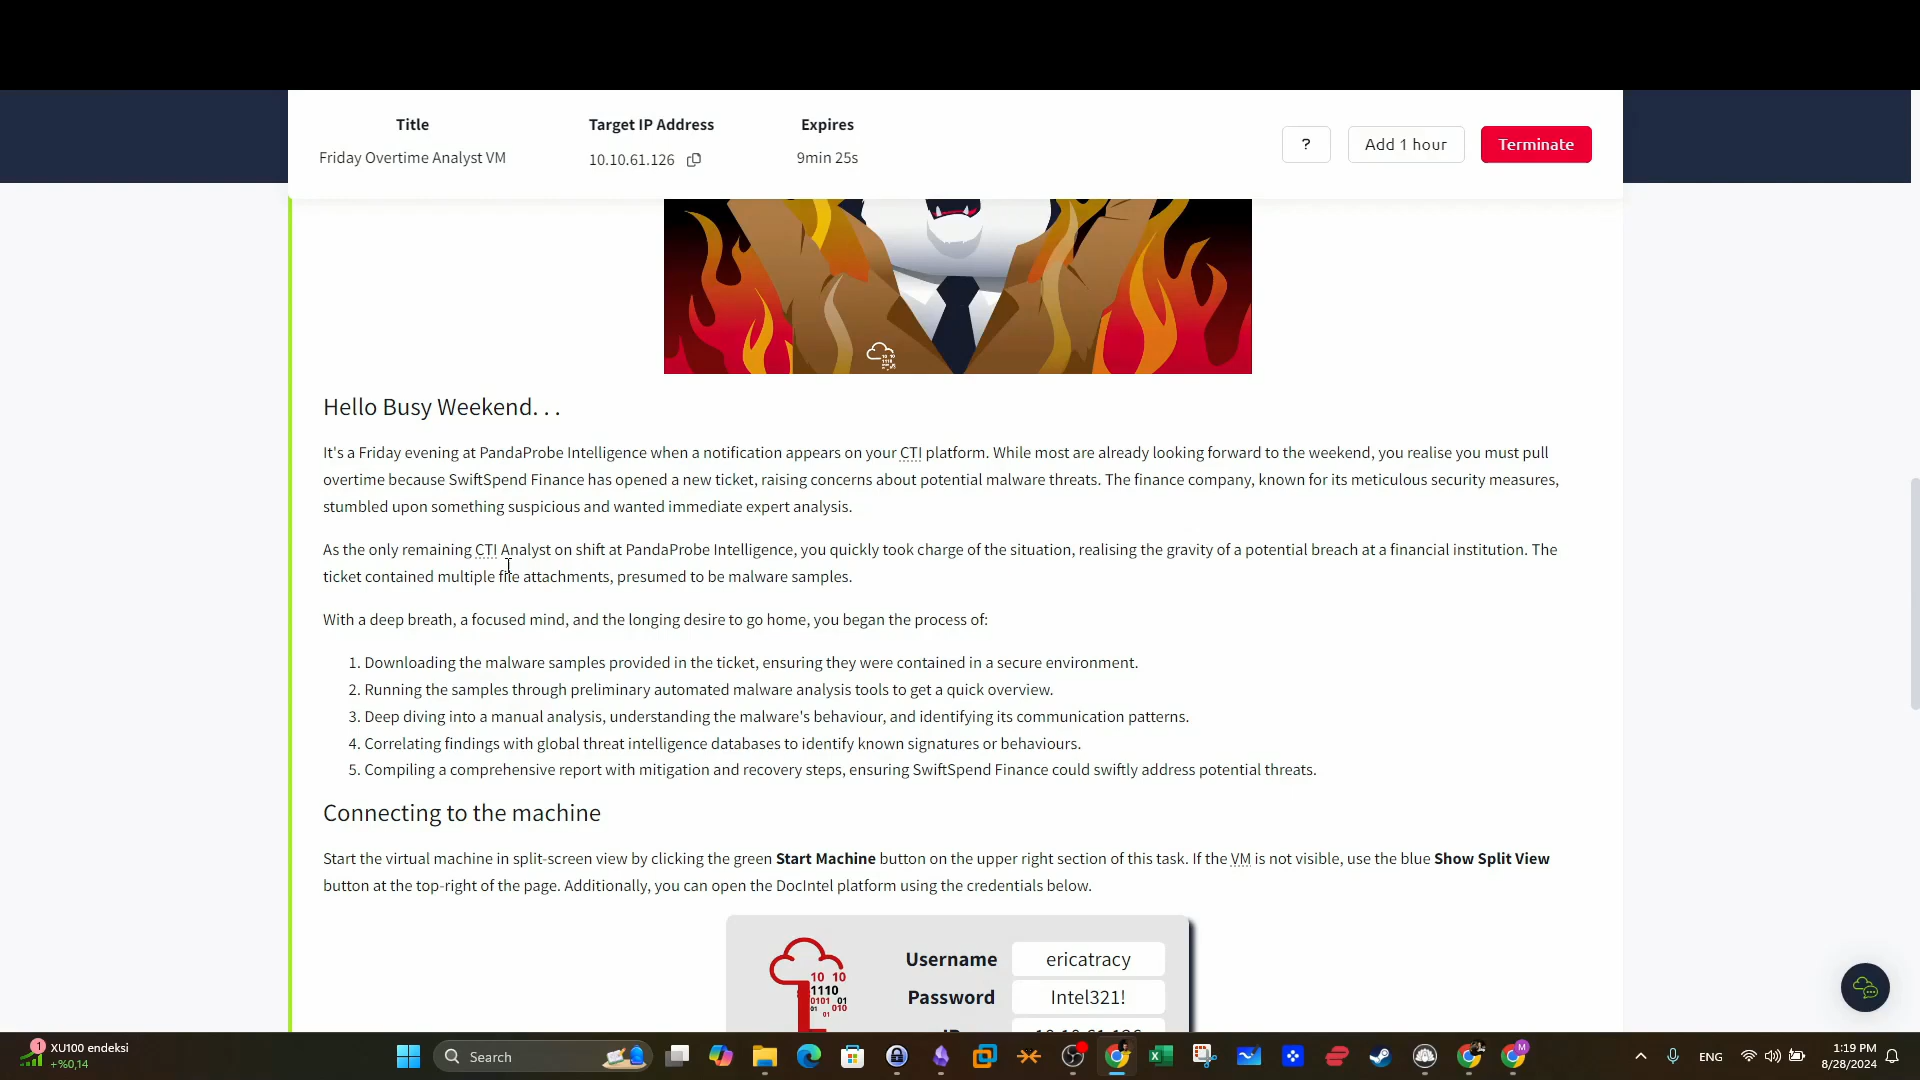 Title
Target IP Address
Expires
Friday Overtime Analyst VM
10.10.61.126
9min 25s
?
Add 1 hour
Terminate
Hello Busy Weekend. . .
It's a Friday evening at PandaProbe Intelligence when a notification appears on your CTI platform. While most are already looking forward to the weekend, you realise you must pull
overtime because SwiftSpend Finance has opened a new ticket, raising concerns about potential malware threats. The finance company, known for its meticulous security measures,
stumbled upon something suspicious and wanted immediate expert analysis.
As the only remaining CTI Analyst on shift at PandaProbe Intelligence, you quickly took charge of the situation, realising the gravity of a potential breach at a financial institution. The
ticket contained multiple file attachments, presumed to be malware samples.
With a deep breath, a focused mind, and the longing desire to go home, you began the process of:
1. Downloading the malware samples provided in the ticket, ensuring they were contained in a secure environment.
2. Running the samples through preliminary automated malware analysis tools to get a quick overview.
3. Deep diving into a manual analysis, understanding the malware's behaviour, and identifying its communication patterns.
4. Correlating findings with global threat intelligence databases to identify known signatures or behaviours.
5. Compiling a comprehensive report with mitigation and recovery steps, ensuring SwiftSpend Finance could swiftly address potential threats.
Connecting to the machine
Start the virtual machine in split-screen view by clicking the green Start Machine button on the upper right section of this task. If the VM is not visible, use the blue Show Split View
button at the top-right of the page. Additionally, you can open the DocIntel platform using the credentials below.
Username ericatracy
Password Intel321!
IP 10.10.61.126
10 10
1110
0101 01
01 010
01
1
XU100 endeksi
+%0,14
Search
M
ENG
1:19 PM
8/28/2024